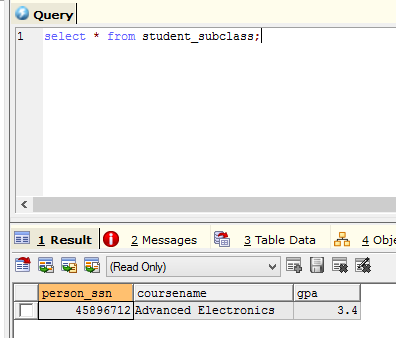 Query
1 select * from student_subclass;
1 Result 2 Messages 3 Table Data 4 Obje
(Read Only)
person_ssn coursename gpa
45896712 Advanced Electronics 3.4